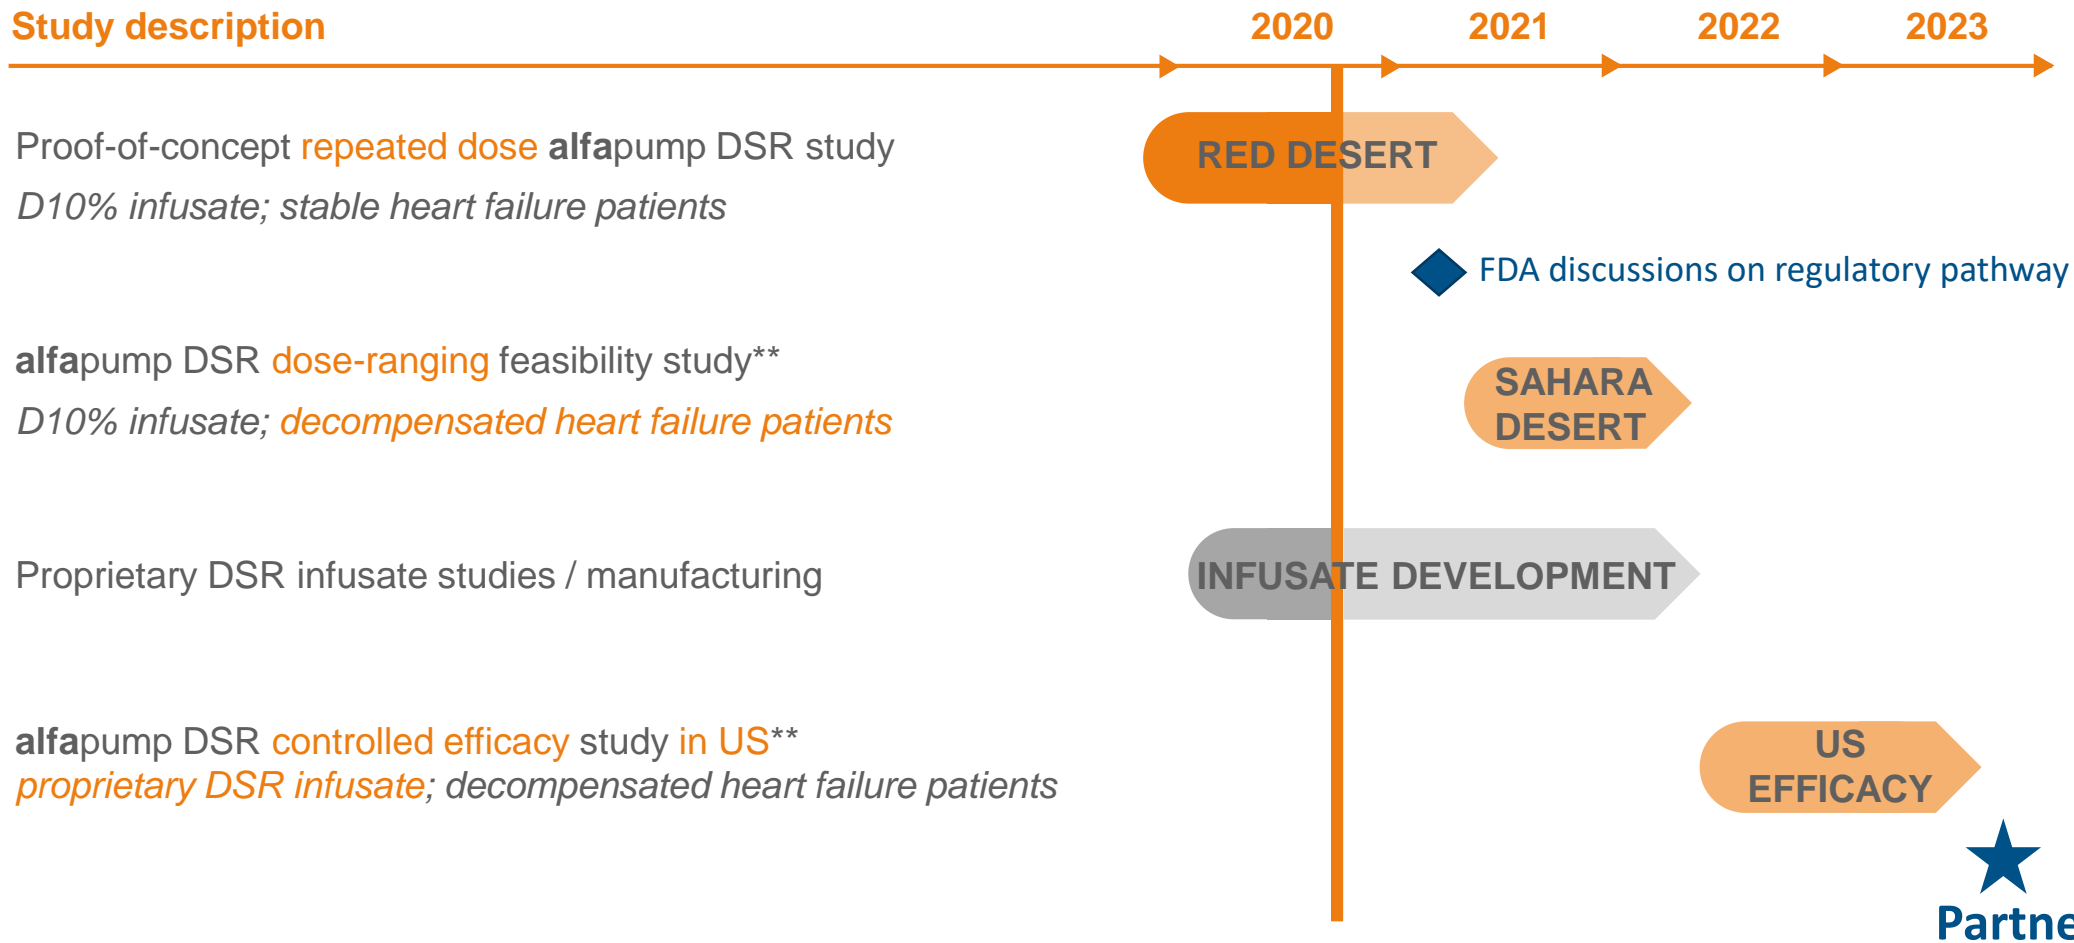 Study description 2020 2021 2022 2023
Proof-of-concept repeated dose alfapump DSR study
RED DESERT
D10% infusate; stable heart failure patients
FDA discussions on regulatory pathway
alfapump DSR dose-ranging feasibility study**
D10% infusate; decompensated heart failure patients
SAHARA
DESERT
Proprietary DSR infusate studies / manufacturing
INFUSATE DEVELOPMENT
alfapump DSR controlled efficacy study in US**
proprietary DSR infusate; decompensated heart failure patients
US
EFFICACY
Partne